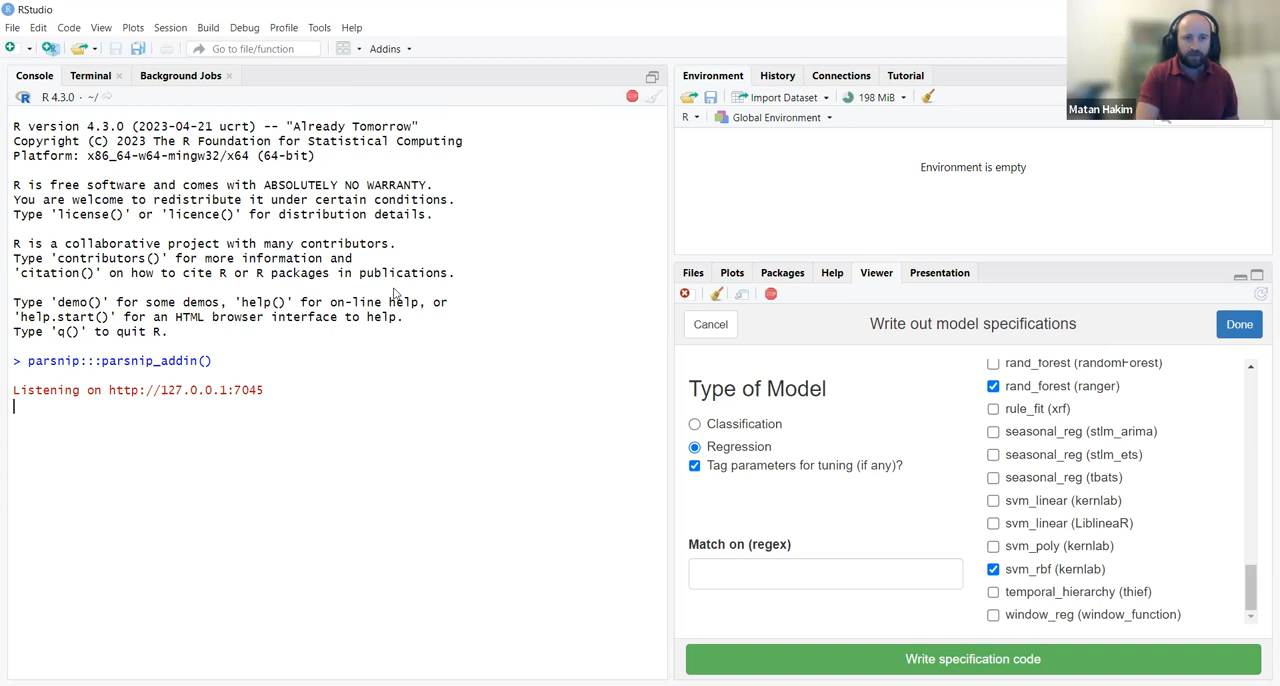 RStudio
File Edit Code View Plots Session Build Debug Profile Tools Help
Go to file/function Addins
Matan Hakim
Console Terminal Background Jobs
R 4.3.0 · ~/
R version 4.3.0 (2023-04-21 ucrt) -- "Already Tomorrow"
Copyright (C) 2023 The R Foundation for Statistical Computing
Platform: x86_64-w64-mingw32/x64 (64-bit)
R is free software and comes with ABSOLUTELY NO WARRANTY.
You are welcome to redistribute it under certain conditions.
Type 'license()' or 'licence()' for distribution details.
R is a collaborative project with many contributors.
Type 'contributors()' for more information and
'citation()' on how to cite R or R packages in publications.
Type 'demo()' for some demos, 'help()' for on-line help, or
'help.start()' for an HTML browser interface to help.
Type 'q()' to quit R.
> parsnip:::parsnip_addin()
Listening on http://127.0.0.1:7045
Environment History Connections Tutorial
Import Dataset 198 MiB
R Global Environment
Environment is empty
Files Plots Packages Help Viewer Presentation
Cancel Write out model specifications Done
Type of Model
Classification
Regression
Tag parameters for tuning (if any)?
Match on (regex)
rand_forest (randomForest)
rand_forest (ranger)
rule_fit (xrf)
seasonal_reg (stlm_arima)
seasonal_reg (stlm_ets)
seasonal_reg (tbats)
svm_linear (kernlab)
svm_linear (LiblineaR)
svm_poly (kernlab)
svm_rbf (kernlab)
temporal_hierarchy (thief)
window_reg (window_function)
Write specification code